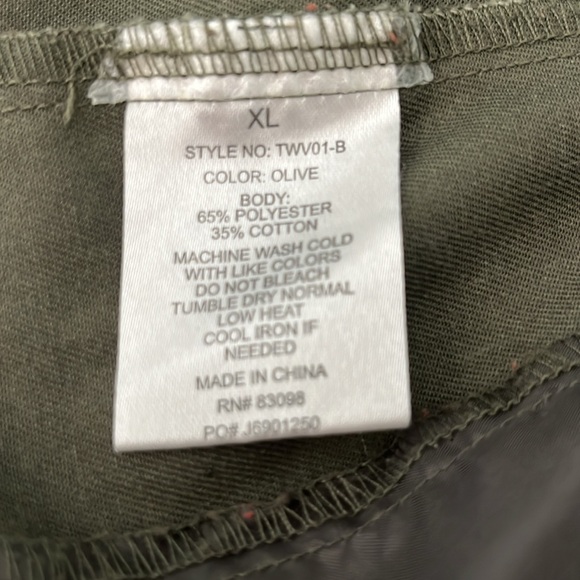 XL
STYLE NO: TWV01-B
COLOR: OLIVE
BODY:
65% POLYESTER
35% COTTON
MACHINE WASH COLD
WITH LIKE COLORS
DO NOT BLEACH
TUMBLE DRY NORMAL
LOW HEAT
COOL IRON IF
NEEDED
MADE IN CHINA
RN# 83098
PO# J6901250